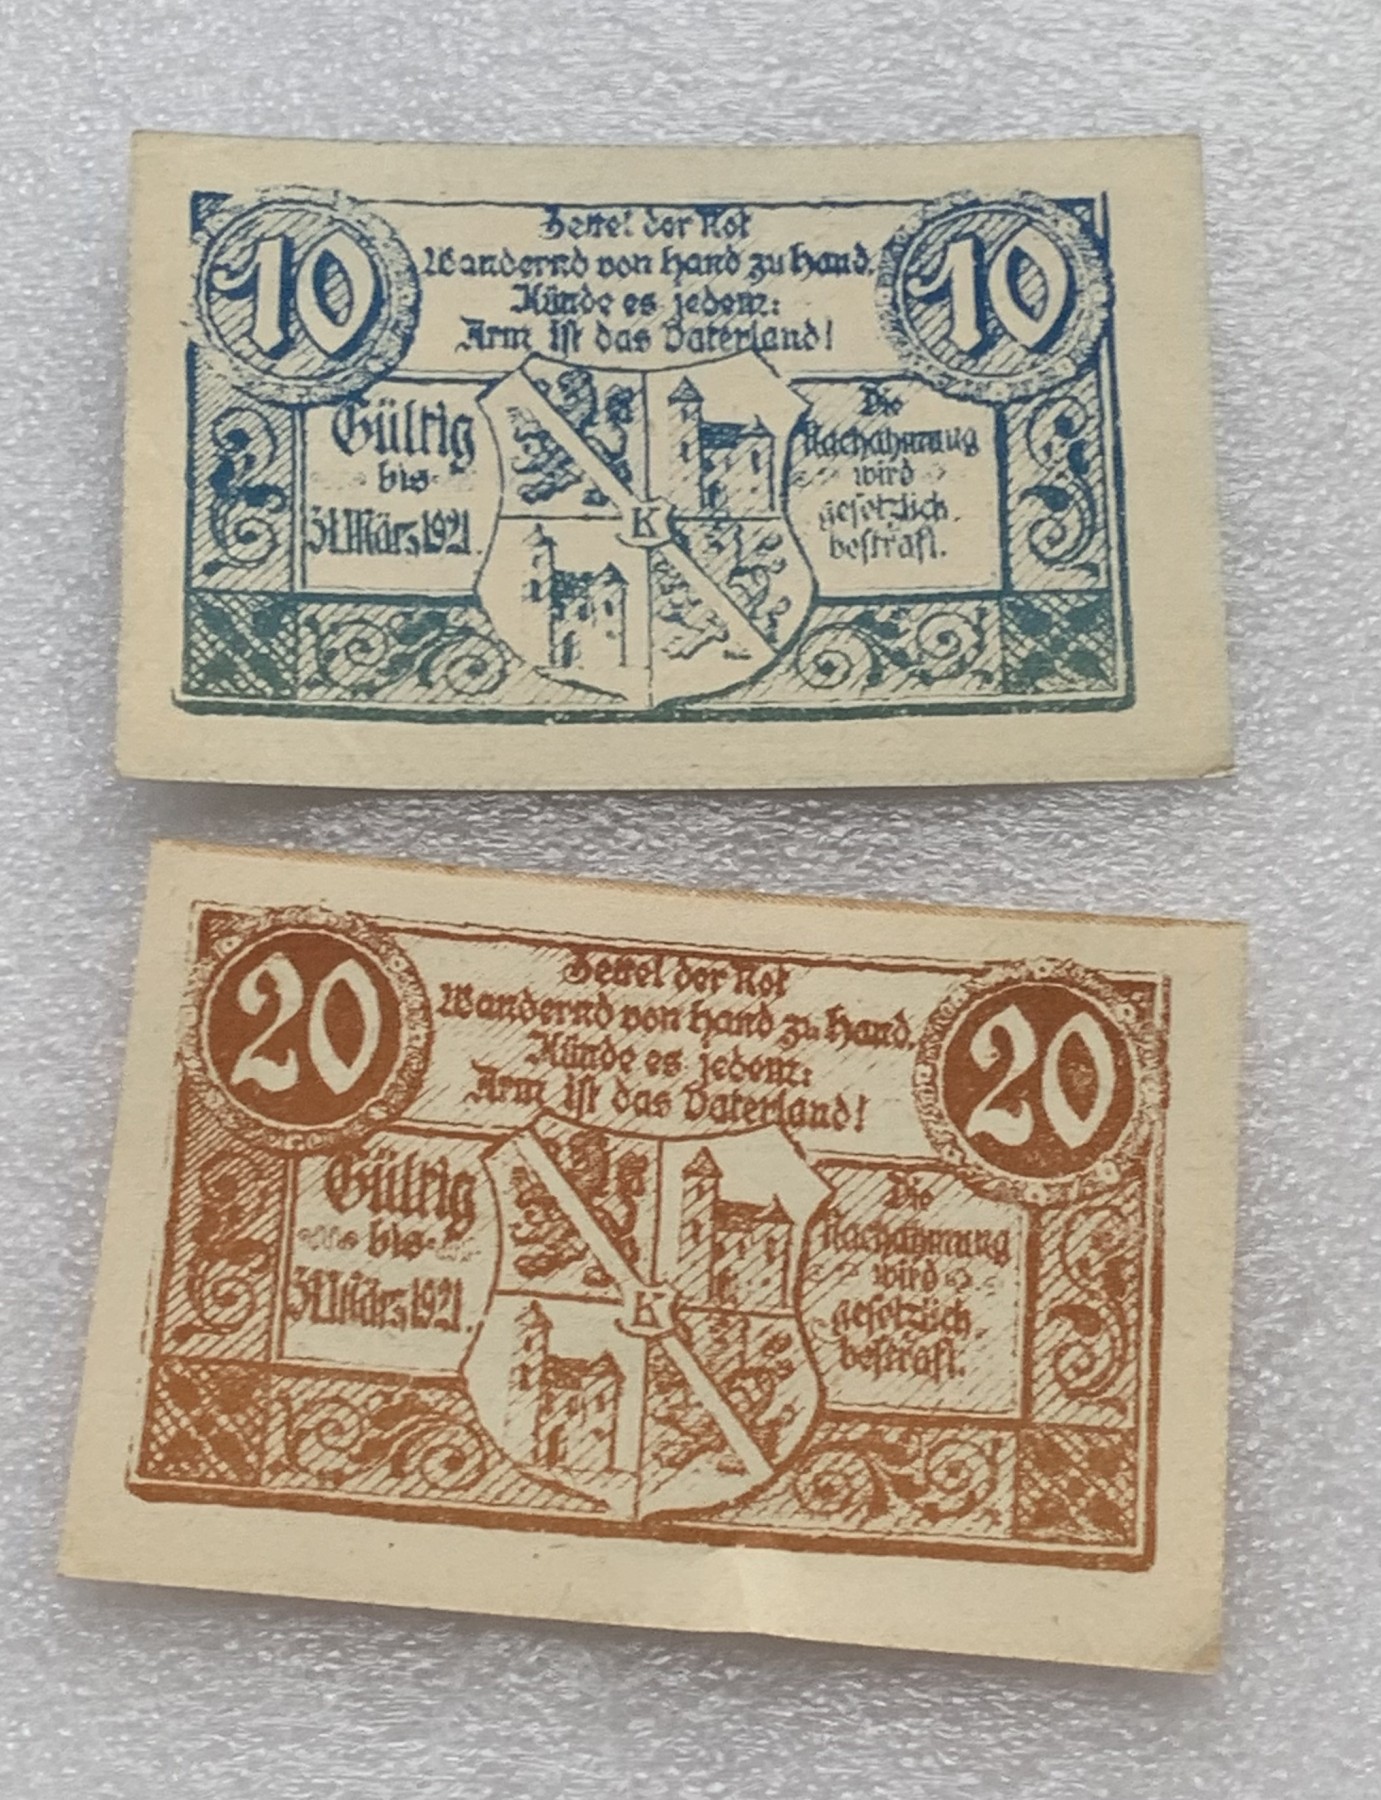 10
10
Zettel der Not
Wandernd von Hand zu Hand.
Künde es jedem:
Arm ist das Vaterland!
Gültig
bis
31. März 1921.
Die
Nachahmung
wird
gesetzlich
bestraft.
K
20
20
Zettel der Not
Wandernd von Hand zu Hand.
Künde es jedem:
Arm ist das Vaterland!
Gültig
bis
31. März 1921.
Die
Nachahmung
wird
gesetzlich
bestraft.
K